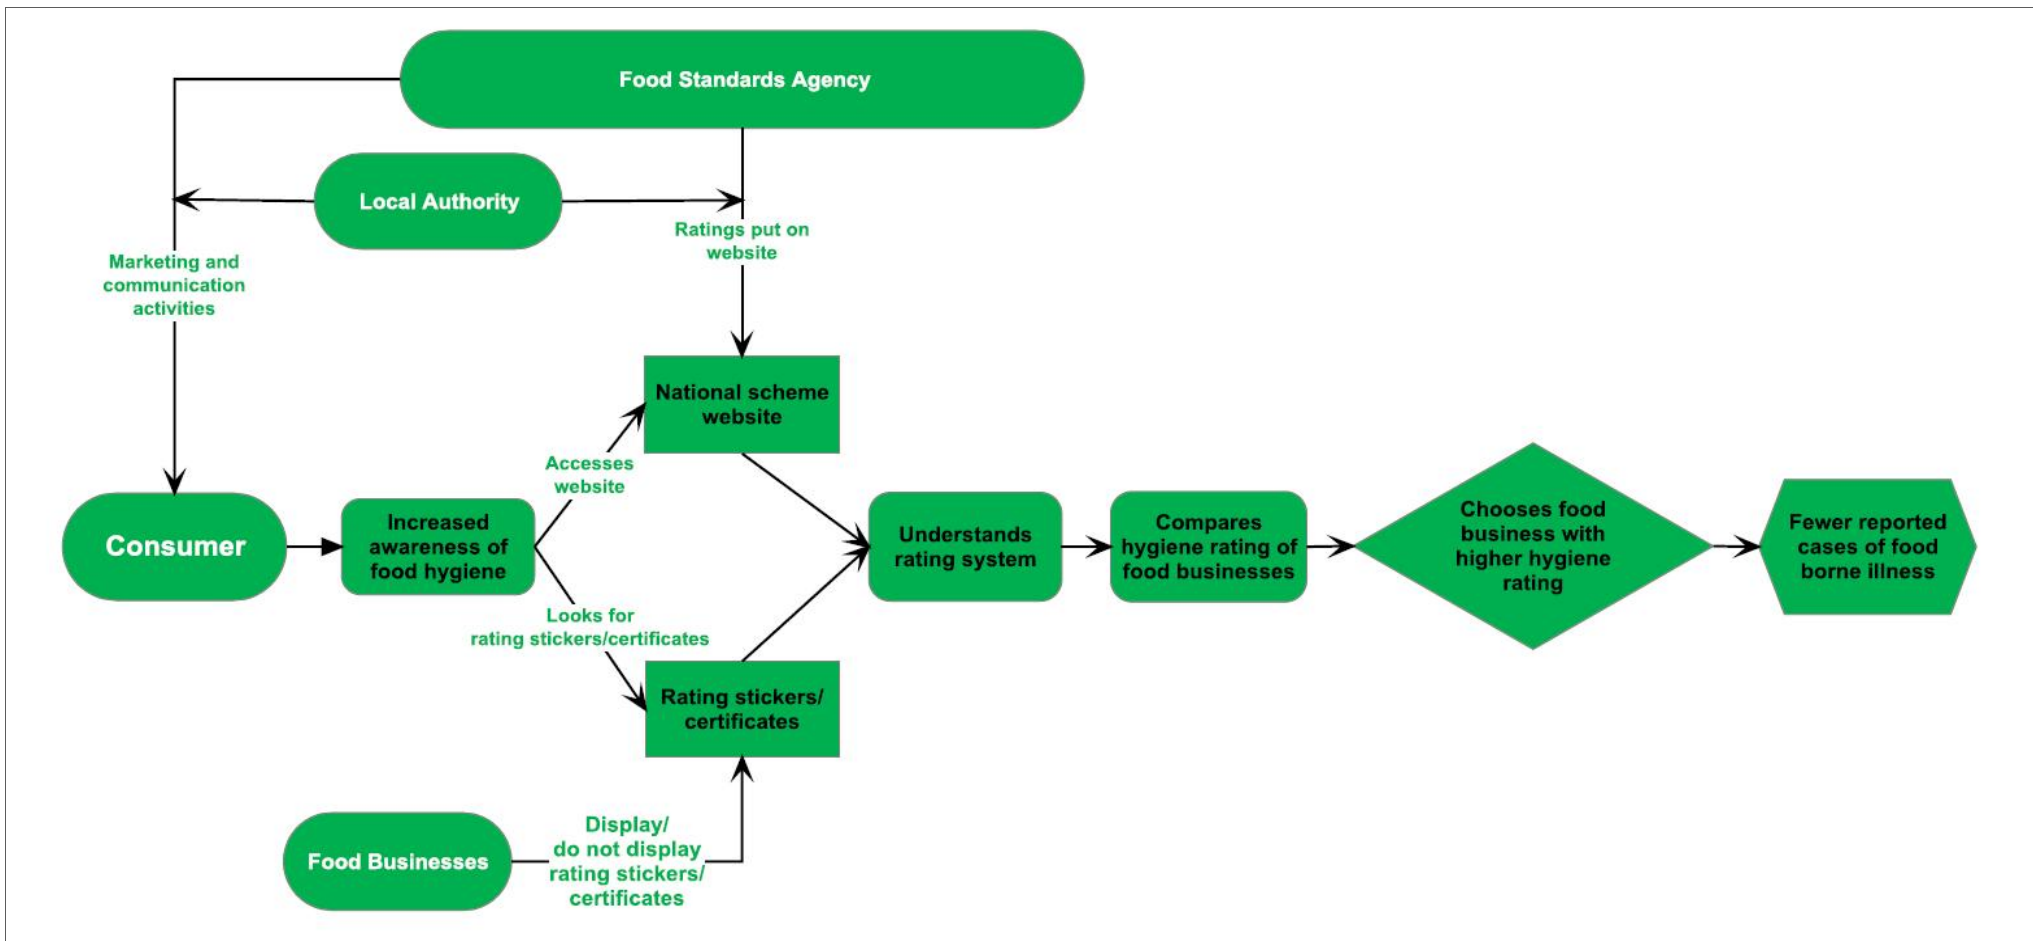 Food Standards Agency
Local Authority
Ratings put on
website
Marketing and
communication
activities
National scheme
website
Accesses
website
Consumer
Increased
awareness of
food hygiene
Understands
rating system
Compares
hygiene rating of
food businesses
Chooses food
business with
higher hygiene
rating
Fewer reported
cases of food
borne illness
Looks for
rating stickers/certificates
Rating stickers/
certificates
Food Businesses
Display/
do not display
rating stickers/
certificates